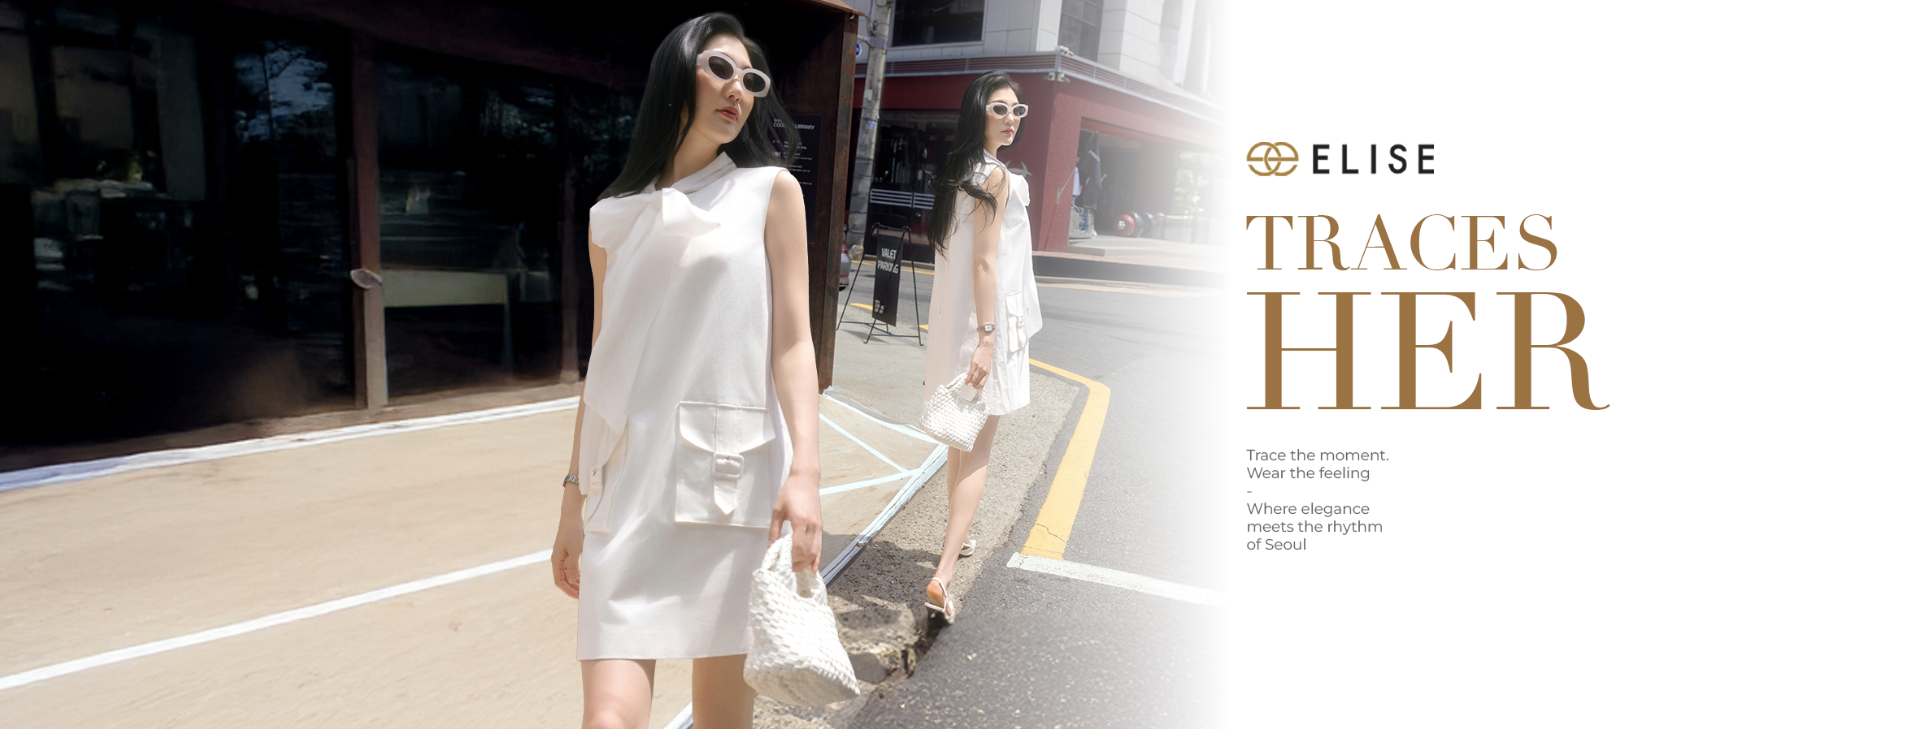 ELISE
TRACES
HER
Trace the moment.
Wear the feeling
-
Where elegance
meets the rhythm
of Seoul
VALET
PARKING